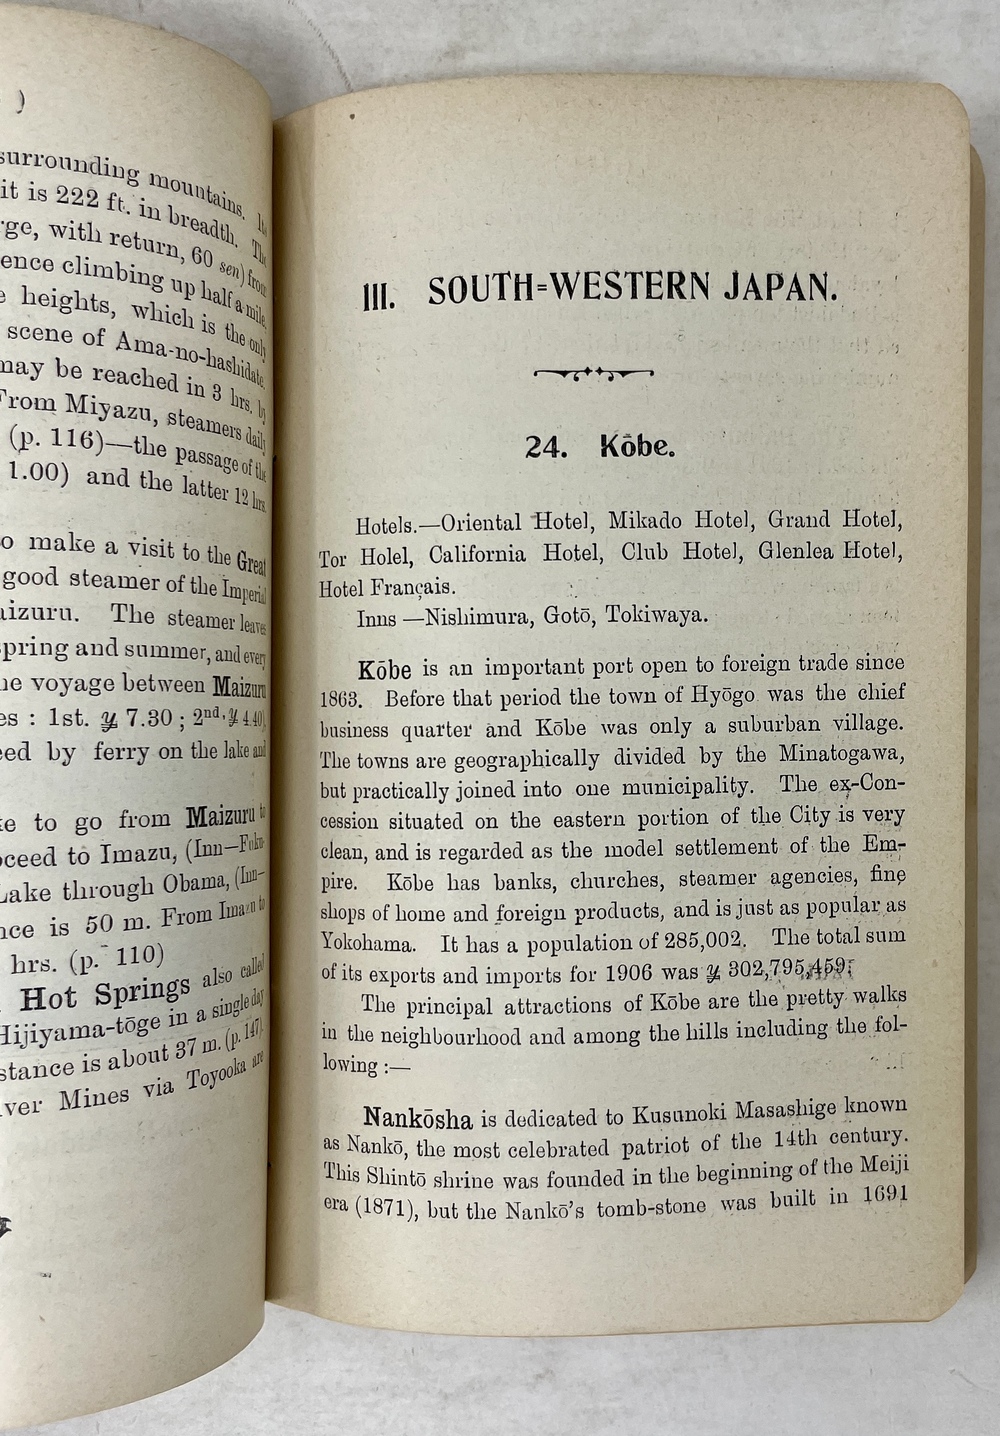 )
surrounding mountains. Its
it is 222 ft. in breadth. The
rge, with return, 60 sen) from
ence climbing up half a mile,
e heights, which is the only
scene of Ama-no-hashidate.
may be reached in 3 hrs. by
From Miyazu, steamers daily
(p. 116)—the passage of the
1.00) and the latter 12 hrs.
o make a visit to the Great
good steamer of the Imperial
aizuru. The steamer leaves
spring and summer, and every
he voyage between Maizuru
es : 1st. ¥ 7.30 ; 2nd. ¥ 4.40),
eed by ferry on the lake and
ke to go from Maizuru to
oceed to Imazu, (Inn—Fuku-
Lake through Obama, (Inn—
nce is 50 m. From Imazu to
hrs. (p. 110)
Hot Springs also called
Hijiyama-tōge in a single day
stance is about 37 m. (p. 147).
lver Mines via Toyooka are
III. SOUTH=WESTERN JAPAN.
24. Kōbe.
Hotels.—Oriental Hotel, Mikado Hotel, Grand Hotel,
Tor Holel, California Hotel, Club Hotel, Glenlea Hotel,
Hotel Français.
Inns —Nishimura, Gotō, Tokiwaya.
Kōbe is an important port open to foreign trade since
1863. Before that period the town of Hyōgo was the chief
business quarter and Kōbe was only a suburban village.
The towns are geographically divided by the Minatogawa,
but practically joined into one municipality. The ex-Con-
cession situated on the eastern portion of the City is very
clean, and is regarded as the model settlement of the Em-
pire. Kōbe has banks, churches, steamer agencies, fine
shops of home and foreign products, and is just as popular as
Yokohama. It has a population of 285,002. The total sum
of its exports and imports for 1906 was ¥ 302,795,459.
The principal attractions of Kōbe are the pretty walks
in the neighbourhood and among the hills including the fol-
lowing :—
Nankōsha is dedicated to Kusunoki Masashige known
as Nankō, the most celebrated patriot of the 14th century.
This Shintō shrine was founded in the beginning of the Meiji
era (1871), but the Nankō's tomb-stone was built in 1691